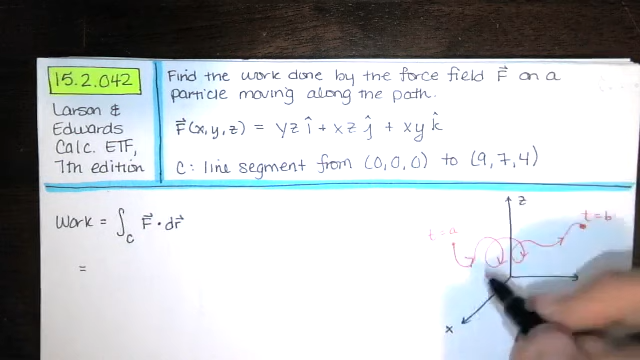 15.2.042
Larson &
Edwards
Calc. ETF,
7th edition
Find the work done by the force field F⃗ on a
particle moving along the path.
F⃗(x,y,z) = yz î + xz ĵ + xy k̂
C: line segment from (0,0,0) to (9,7,4)
Work = ∫_C F⃗ • dr⃗
=
z
t = a
t = b
x